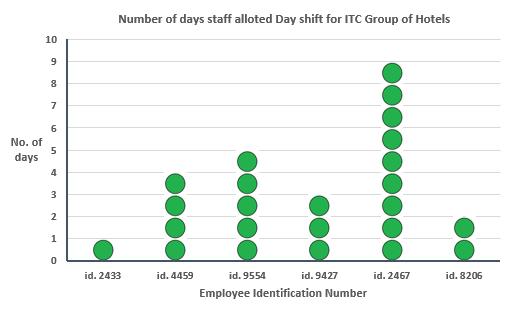 Number of days staff alloted Day shift for ITC Group of Hotels
10
9
8
7
6
5
4
3
2
1
0
No. of
days
id. 2433 id. 4459 id. 9554 id. 9427 id. 2467 id. 8206
Employee Identification Number